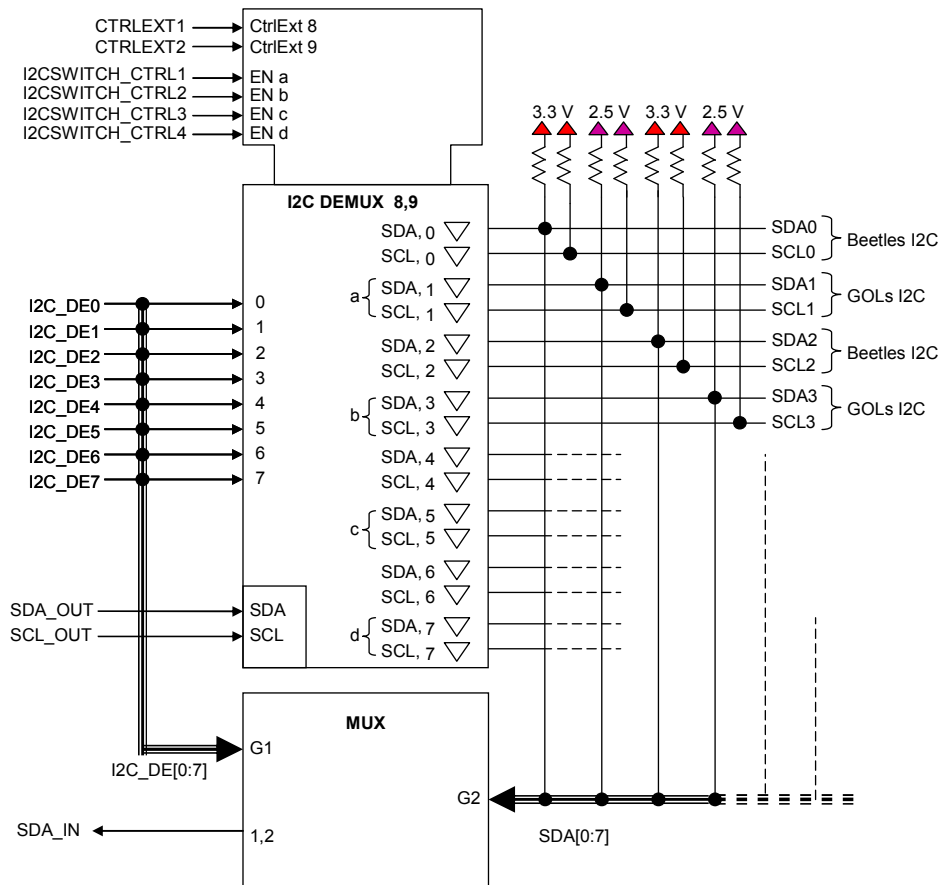 CTRLEXT1 CtrlExt 8
CTRLEXT2 CtrlExt 9
I2CSWITCH_CTRL1 EN a
I2CSWITCH_CTRL2 EN b
I2CSWITCH_CTRL3 EN c
I2CSWITCH_CTRL4 EN d
3.3 V 2.5 V 3.3 V 2.5 V
I2C DEMUX 8,9
SDA, 0 SDA0
SCL, 0 SCL0
Beetles I2C
a SDA, 1 SDA1
SCL, 1 SCL1
GOLs I2C
SDA, 2 SDA2
SCL, 2 SCL2
Beetles I2C
b SDA, 3 SDA3
SCL, 3 SCL3
GOLs I2C
SDA, 4
SCL, 4
c SDA, 5
SCL, 5
SDA, 6
SCL, 6
d SDA, 7
SCL, 7
I2C_DE0 0
I2C_DE1 1
I2C_DE2 2
I2C_DE3 3
I2C_DE4 4
I2C_DE5 5
I2C_DE6 6
I2C_DE7 7
SDA_OUT SDA
SCL_OUT SCL
MUX
G1
I2C_DE[0:7]
G2
SDA[0:7]
SDA_IN 1,2